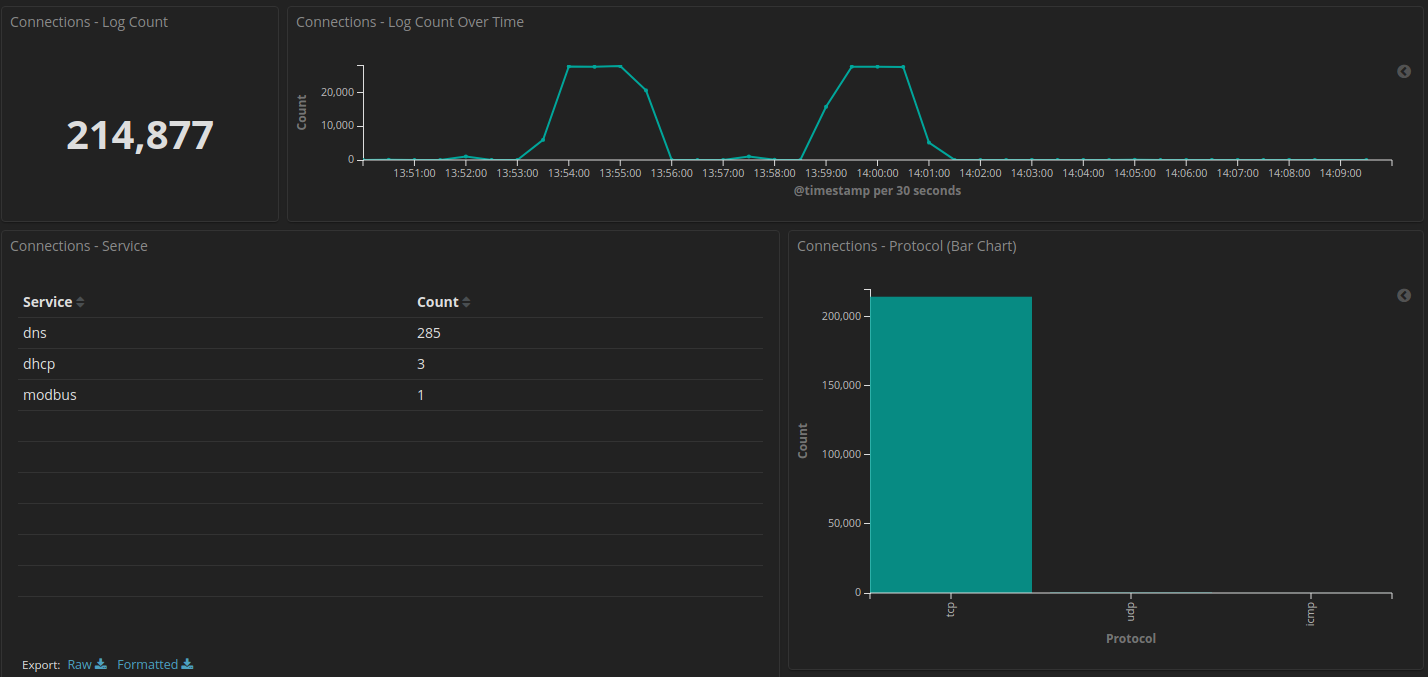 Connections - Log Count
214,877
Connections - Log Count Over Time
Count
20,000
10,000
0
13:51:00 13:52:00 13:53:00 13:54:00 13:55:00 13:56:00 13:57:00 13:58:00 13:59:00 14:00:00 14:01:00 14:02:00 14:03:00 14:04:00 14:05:00 14:06:00 14:07:00 14:08:00 14:09:00
@timestamp per 30 seconds
Connections - Service
Service Count
dns 285
dhcp 3
modbus 1
Export: Raw Formatted
Connections - Protocol (Bar Chart)
Count
200,000
150,000
100,000
50,000
0
tcp udp icmp
Protocol